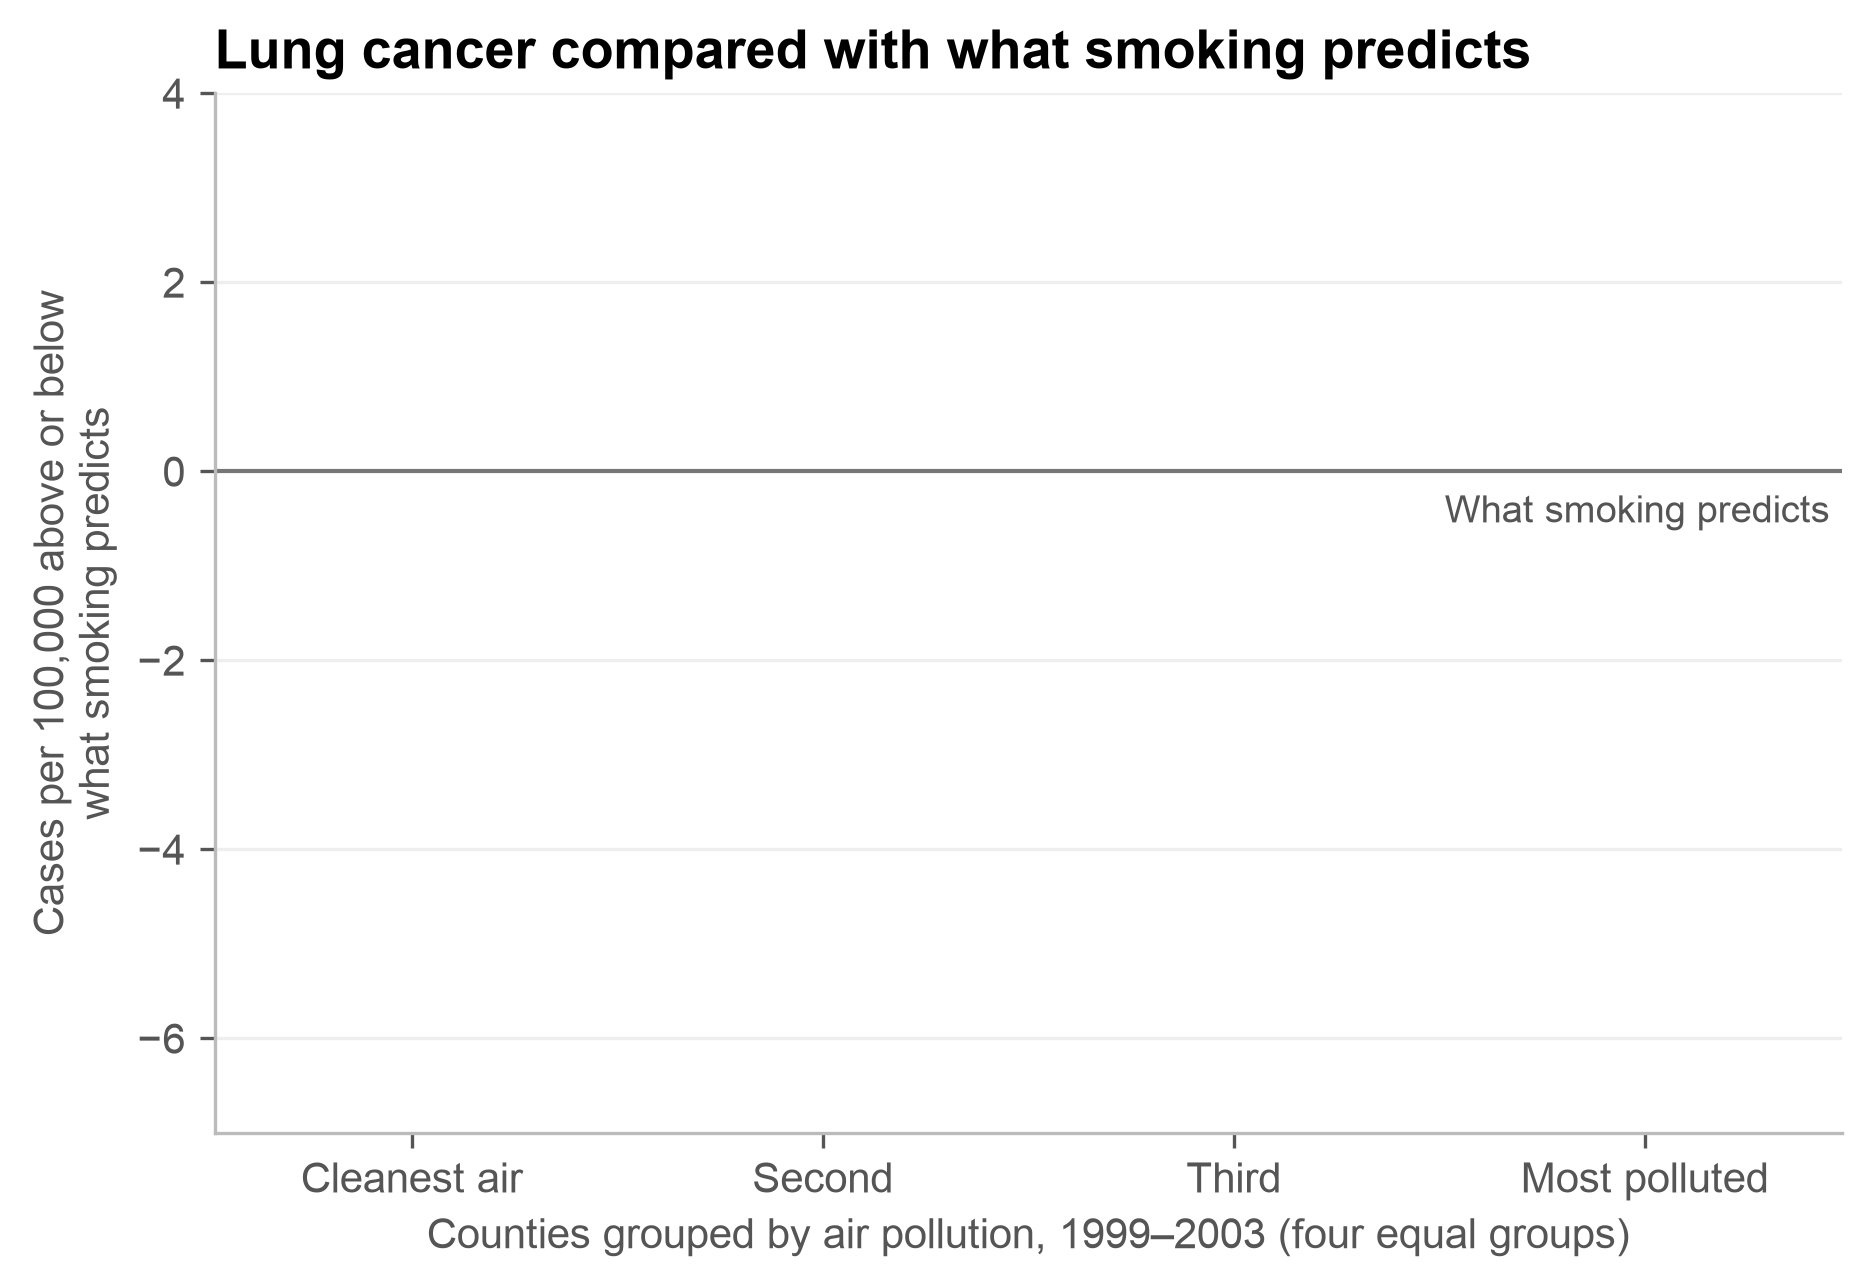 Lung cancer compared with what smoking predicts
4
2
0
−2
−4
−6
Cases per 100,000 above or below
what smoking predicts
What smoking predicts
Cleanest air
Second
Third
Most polluted
Counties grouped by air pollution, 1999–2003 (four equal groups)